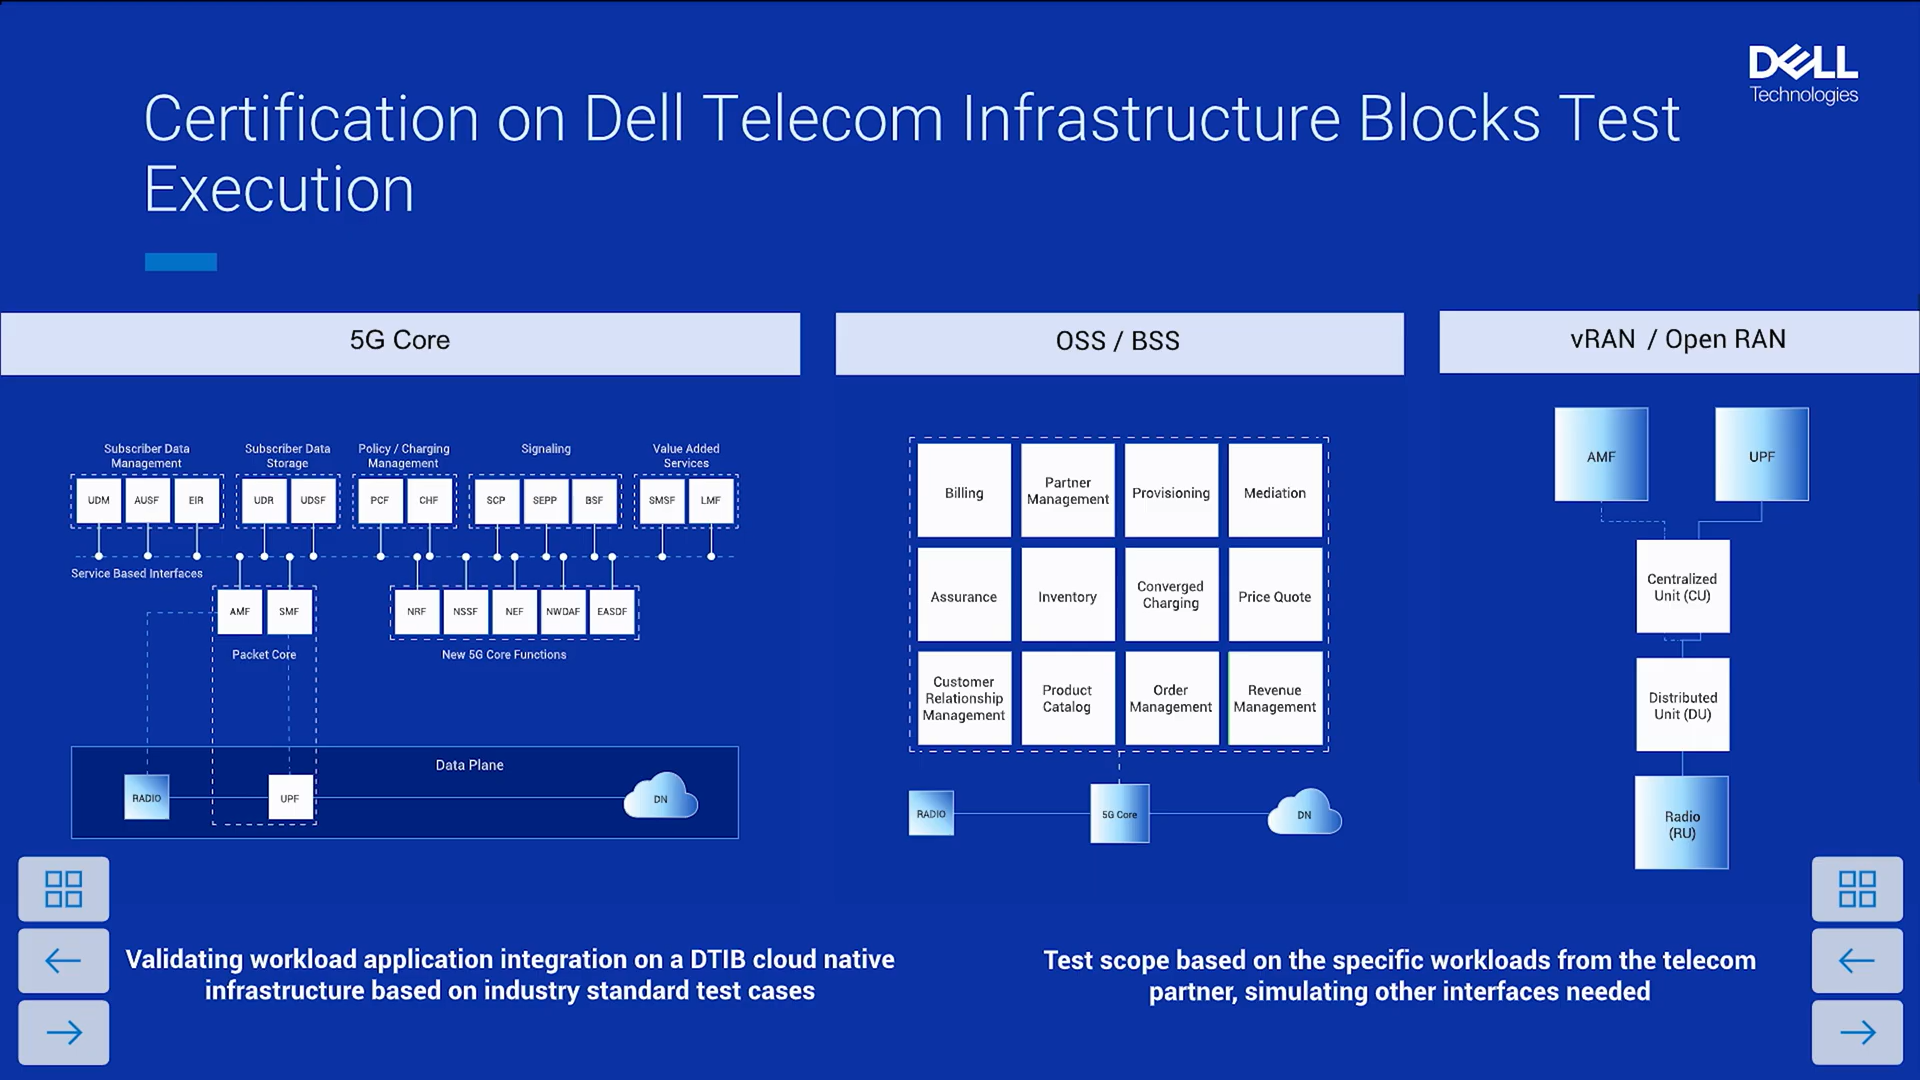 DELL
Technologies
Certification on Dell Telecom Infrastructure Blocks Test
Execution
5G Core
OSS / BSS
vRAN / Open RAN
Subscriber Data
Management
Subscriber Data
Storage
Policy / Charging
Management
Signaling
Value Added
Services
UDM
AUSF
EIR
UDR
UDSF
PCF
CHF
SCP
SEPP
BSF
SMSF
LMF
Service Based Interfaces
AMF
SMF
NRF
NSSF
NEF
NWDAF
EASDF
Packet Core
New 5G Core Functions
Data Plane
RADIO
UPF
DN
Billing
Partner
Management
Provisioning
Mediation
Assurance
Inventory
Converged
Charging
Price Quote
Customer
Relationship
Management
Product
Catalog
Order
Management
Revenue
Management
RADIO
5G Core
DN
AMF
UPF
Centralized
Unit (CU)
Distributed
Unit (DU)
Radio
(RU)
Validating workload application integration on a DTIB cloud native
infrastructure based on industry standard test cases
Test scope based on the specific workloads from the telecom
partner, simulating other interfaces needed